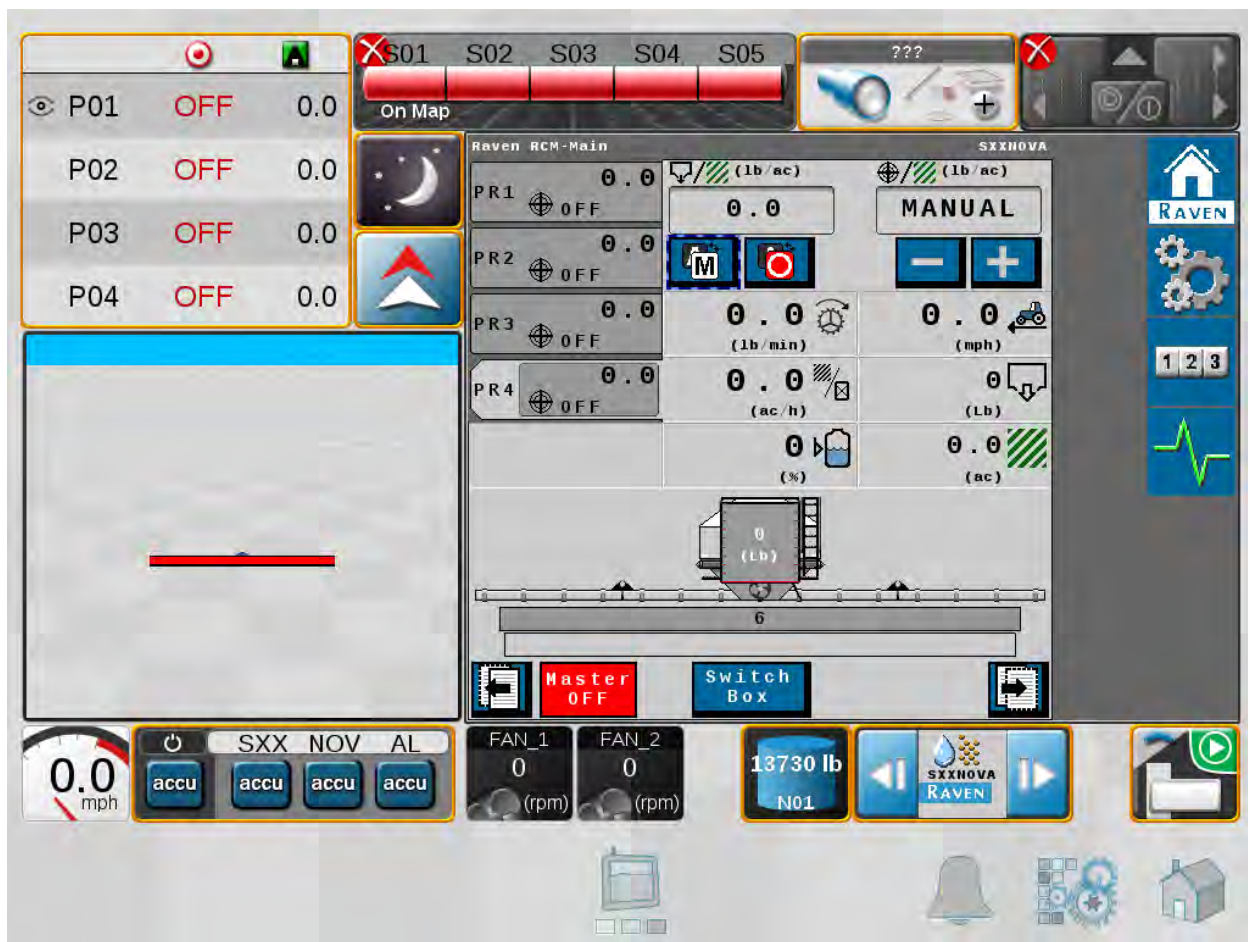 S01 S02 S03 S04 S05
On Map
???
P01 OFF 0.0
P02 OFF 0.0
P03 OFF 0.0
P04 OFF 0.0
Raven RCM-Main SXXNOVA
PR1 0.0
OFF
PR2 0.0
OFF
PR3 0.0
OFF
PR4 0.0
OFF
(lb/ac) (lb/ac)
0.0 MANUAL
M
0.0 0.0
(lb/min) (mph)
0.0 0
(ac/h) (Lb)
0 0.0
(%) (ac)
0
(Lb)
6
Master
OFF
Switch
Box
RAVEN
1 2 3
0.0
mph
SXX NOV AL
accu accu accu accu
FAN_1 FAN_2
0 0
(rpm) (rpm)
13730 lb
N01
SXXNOVA
RAVEN